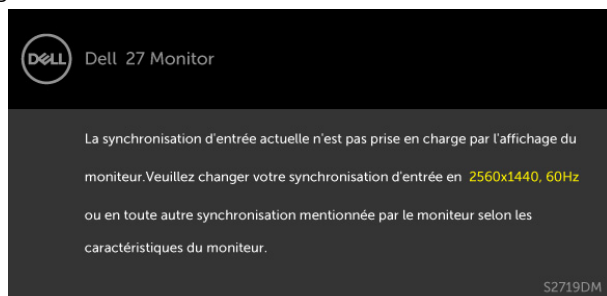 DELL
Dell 27 Monitor
La synchronisation d'entrée actuelle n'est pas prise en charge par l'affichage du
moniteur.Veuillez changer votre synchronisation d'entrée en 2560x1440, 60Hz
ou en toute autre synchronisation mentionnée par le moniteur selon les
caractéristiques du moniteur.
S2719DM